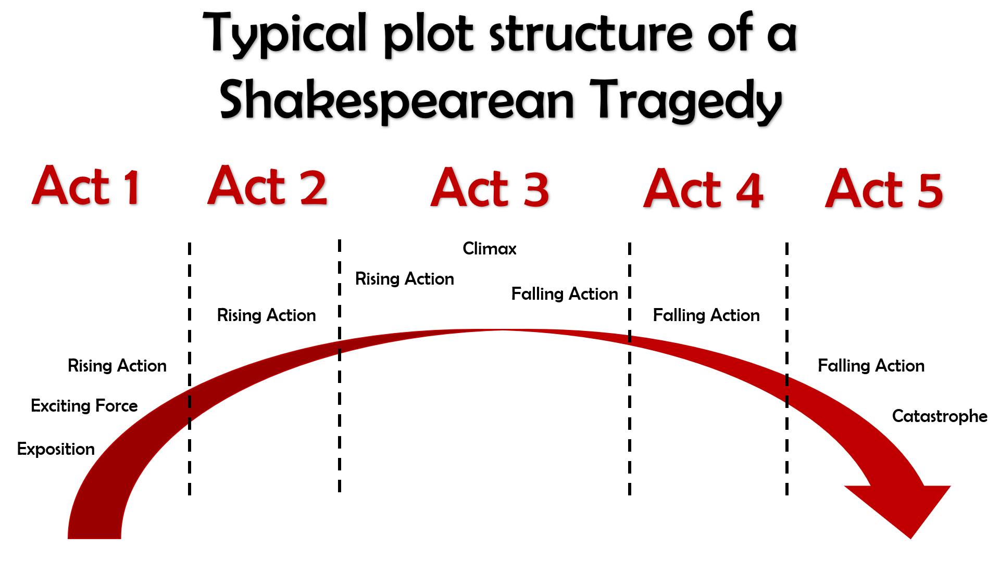 Typical plot structure of a
Shakespearean Tragedy
Act 1
Act 2
Act 3
Act 4
Act 5
Climax
Rising Action
Falling Action
Rising Action
Falling Action
Rising Action
Falling Action
Exciting Force
Catastrophe
Exposition